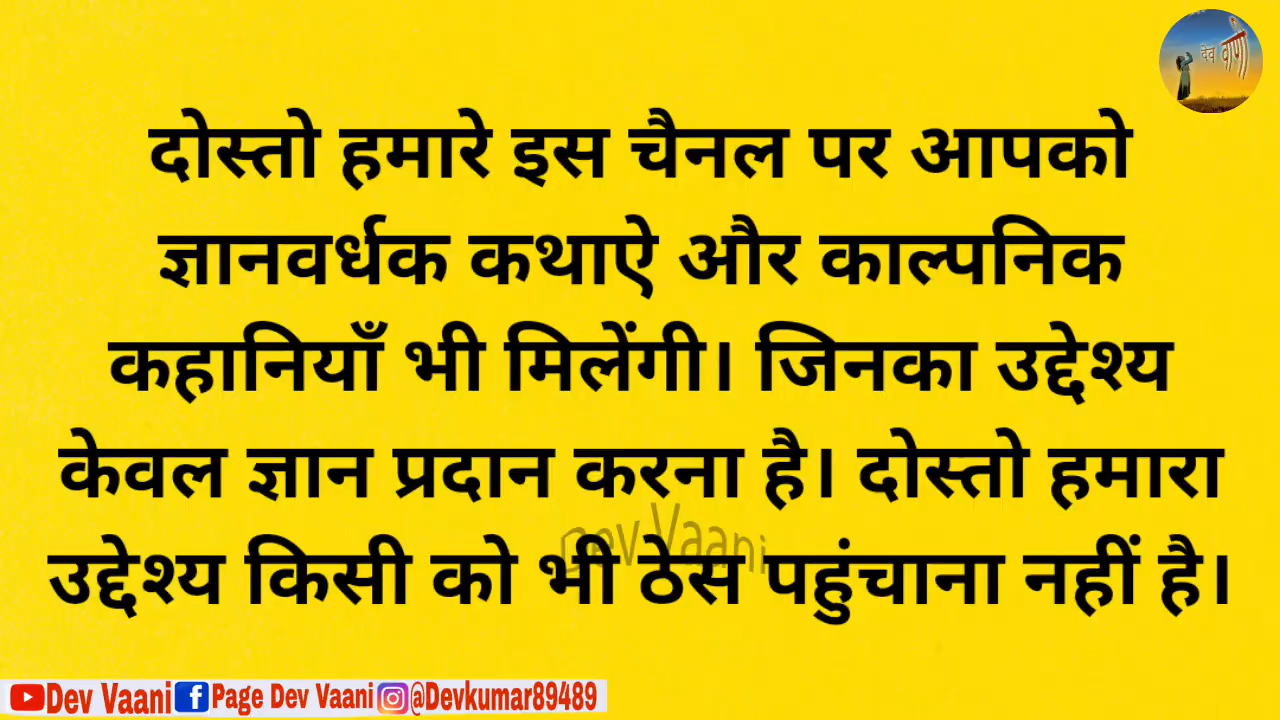 देव वाणी
दोस्तो हमारे इस चैनल पर आपको
ज्ञानवर्धक कथाऐ और काल्पनिक
कहानियाँ भी मिलेंगी। जिनका उद्देश्य
केवल ज्ञान प्रदान करना है। दोस्तो हमारा
Dev Vaani
उद्देश्य किसी को भी ठेस पहुंचाना नहीं है।
Dev Vaani Page Dev Vaani @Devkumar89489